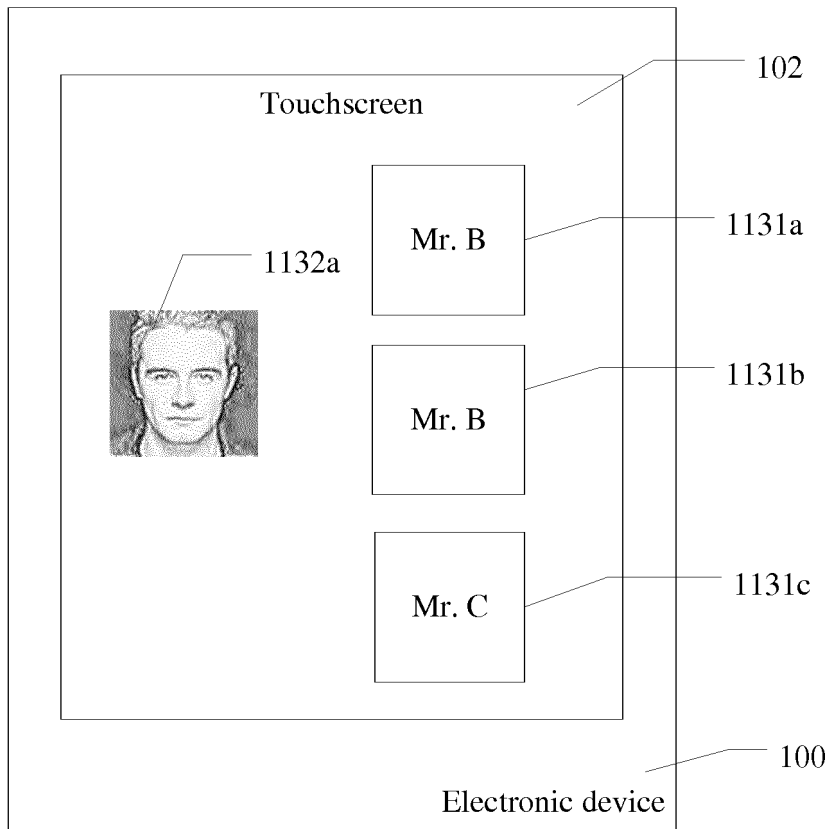 102
Touchscreen
Mr. B
1131a
1132a
Mr. B
1131b
Mr. C
1131c
100
Electronic device